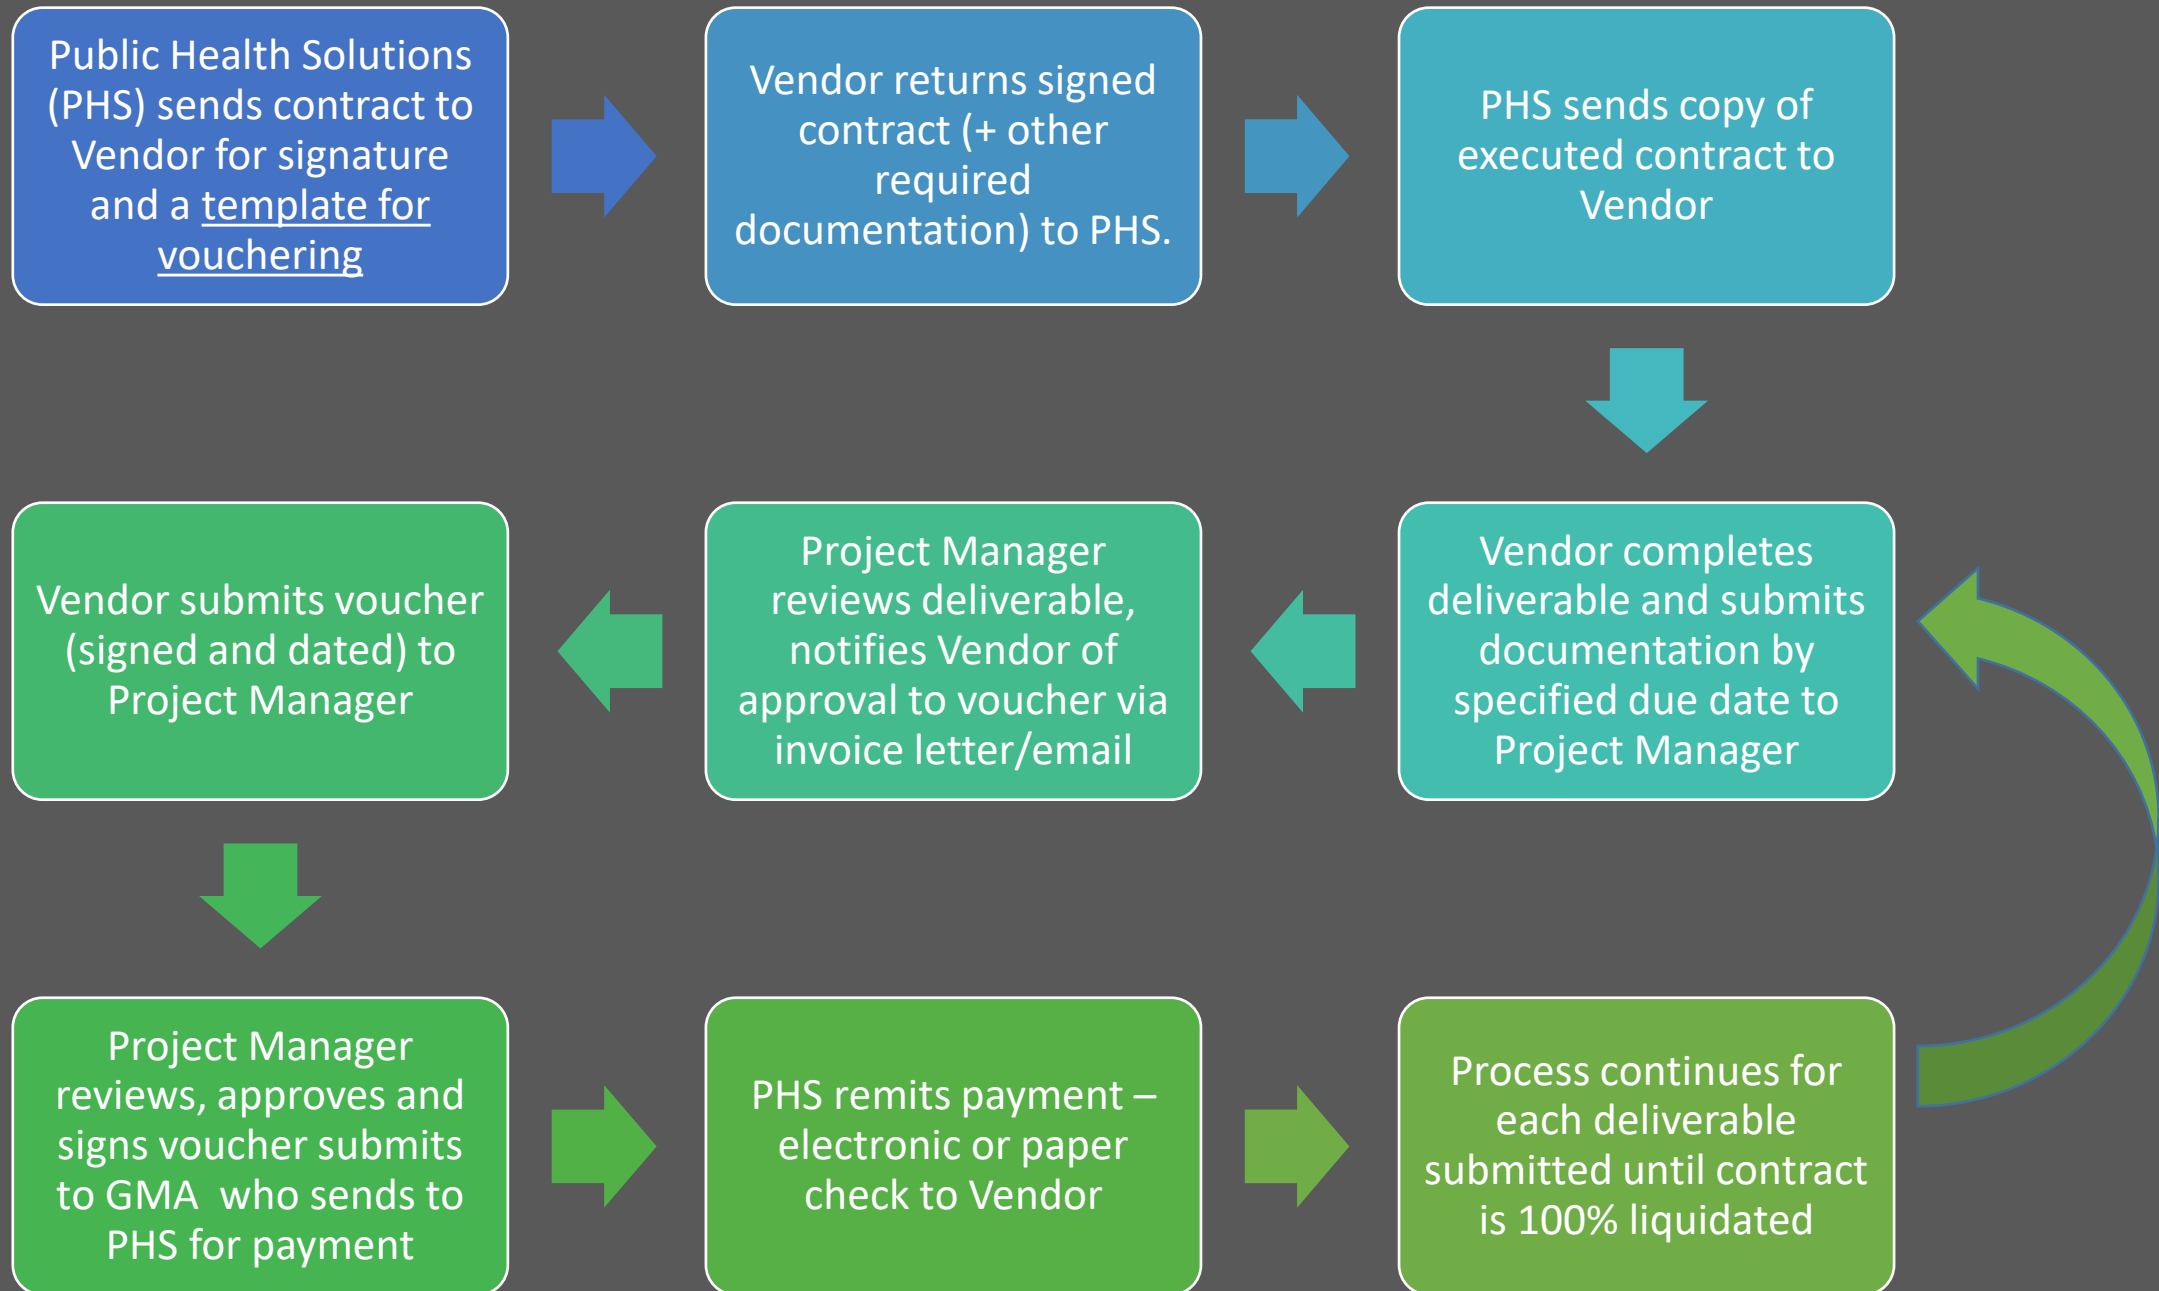 Public Health Solutions
(PHS) sends contract to
Vendor for signature
and a template for
vouchering
Vendor returns signed
contract (+ other
required
documentation) to PHS.
PHS sends copy of
executed contract to
Vendor
Vendor completes
deliverable and submits
documentation by
specified due date to
Project Manager
Project Manager
reviews deliverable,
notifies Vendor of
approval to voucher via
invoice letter/email
Vendor submits voucher
(signed and dated) to
Project Manager
Project Manager
reviews, approves and
signs voucher submits
to GMA  who sends to
PHS for payment
PHS remits payment –
electronic or paper
check to Vendor
Process continues for
each deliverable
submitted until contract
is 100% liquidated